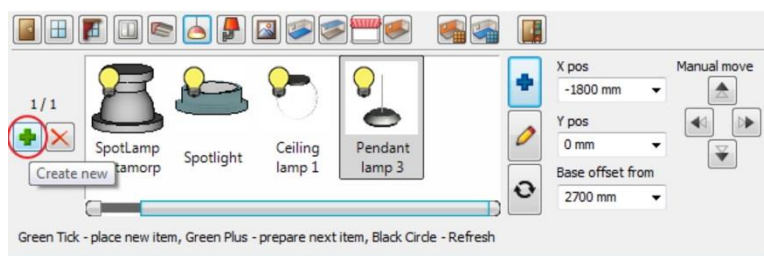 X pos
Manual move
-1800 mm
1 / 1
Y pos
0 mm
SpotLamp
tamorp
Spotlight
Ceiling
lamp 1
Pendant
lamp 3
Create new
Base offset from
2700 mm
Green Tick - place new item, Green Plus - prepare next item, Black Circle - Refresh